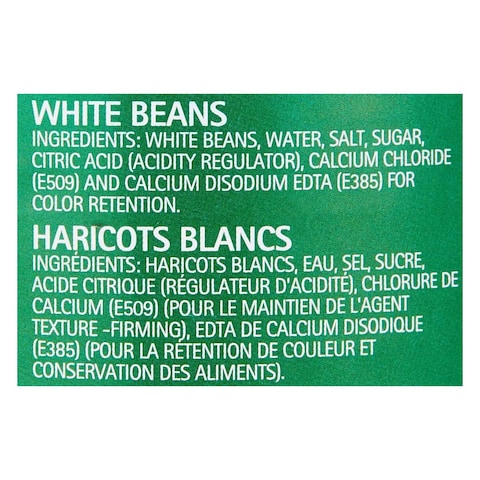 WHITE BEANS
INGREDIENTS: WHITE BEANS, WATER, SALT, SUGAR,
CITRIC ACID (ACIDITY REGULATOR), CALCIUM CHLORIDE
(E509) AND CALCIUM DISODIUM EDTA (E385) FOR
COLOR RETENTION.
HARICOTS BLANCS
INGRÉDIENTS: HARICOTS BLANCS, EAU, SEL, SUCRE,
ACIDE CITRIQUE (RÉGULATEUR D'ACIDITÉ), CHLORURE DE
CALCIUM (E509) (POUR LE MAINTIEN DE L'AGENT
TEXTURE -FIRMING), EDTA DE CALCIUM DISODIQUE
(E385) (POUR LA RÉTENTION DE COULEUR ET
CONSERVATION DES ALIMENTS).